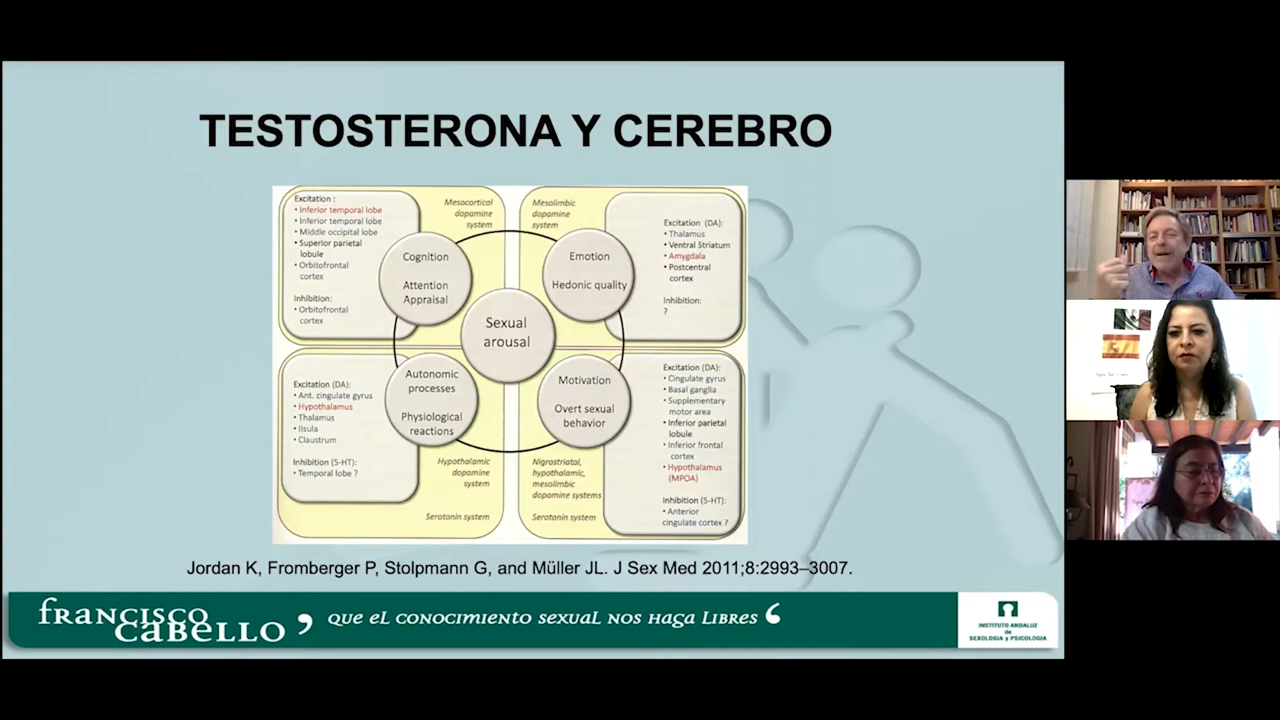 TESTOSTERONA Y CEREBRO
Excitation :
• Inferior temporal lobe
• Inferior temporal lobe
• Middle occipital lobe
• Superior parietal
lobule
• Orbitofrontal
cortex
Inhibition:
• Orbitofrontal
cortex
Mesocortical
dopamine
system
Cognition
Attention
Appraisal
Mesolimbic
dopamine
system
Emotion
Hedonic quality
Excitation (DA):
• Thalamus
• Ventral Striatum
• Amygdala
• Postcentral
cortex
Inhibition:
?
Sexual
arousal
Excitation (DA):
• Ant. cingulate gyrus
• Hypothalamus
• Thalamus
• Ilsula
• Claustrum
Inhibition (5-HT):
• Temporal lobe ?
Autonomic
processes
Physiological
reactions
Hypothalamic
dopamine
system
Serotonin system
Motivation
Overt sexual
behavior
Nigrostriatal,
hypothalamic,
mesolimbic
dopamine systems
Serotonin system
Excitation (DA):
• Cingulate gyrus
• Basal ganglia
• Supplementary
motor area
• Inferior parietal
lobule
• Inferior frontal
cortex
• Hypothalamus
(MPOA)
Inhibition (5-HT):
• Anterior
cingulate cortex ?
Jordan K, Fromberger P, Stolpmann G, and Müller JL. J Sex Med 2011;8:2993–3007.
FRANCISCO
CABELLO
, QUE EL CONOCIMIENTO SEXUAL NOS HAGA LIBRES ‘
INSTITUTO ANDALUZ
de
SEXOLOGIA y PSICOLOGIA